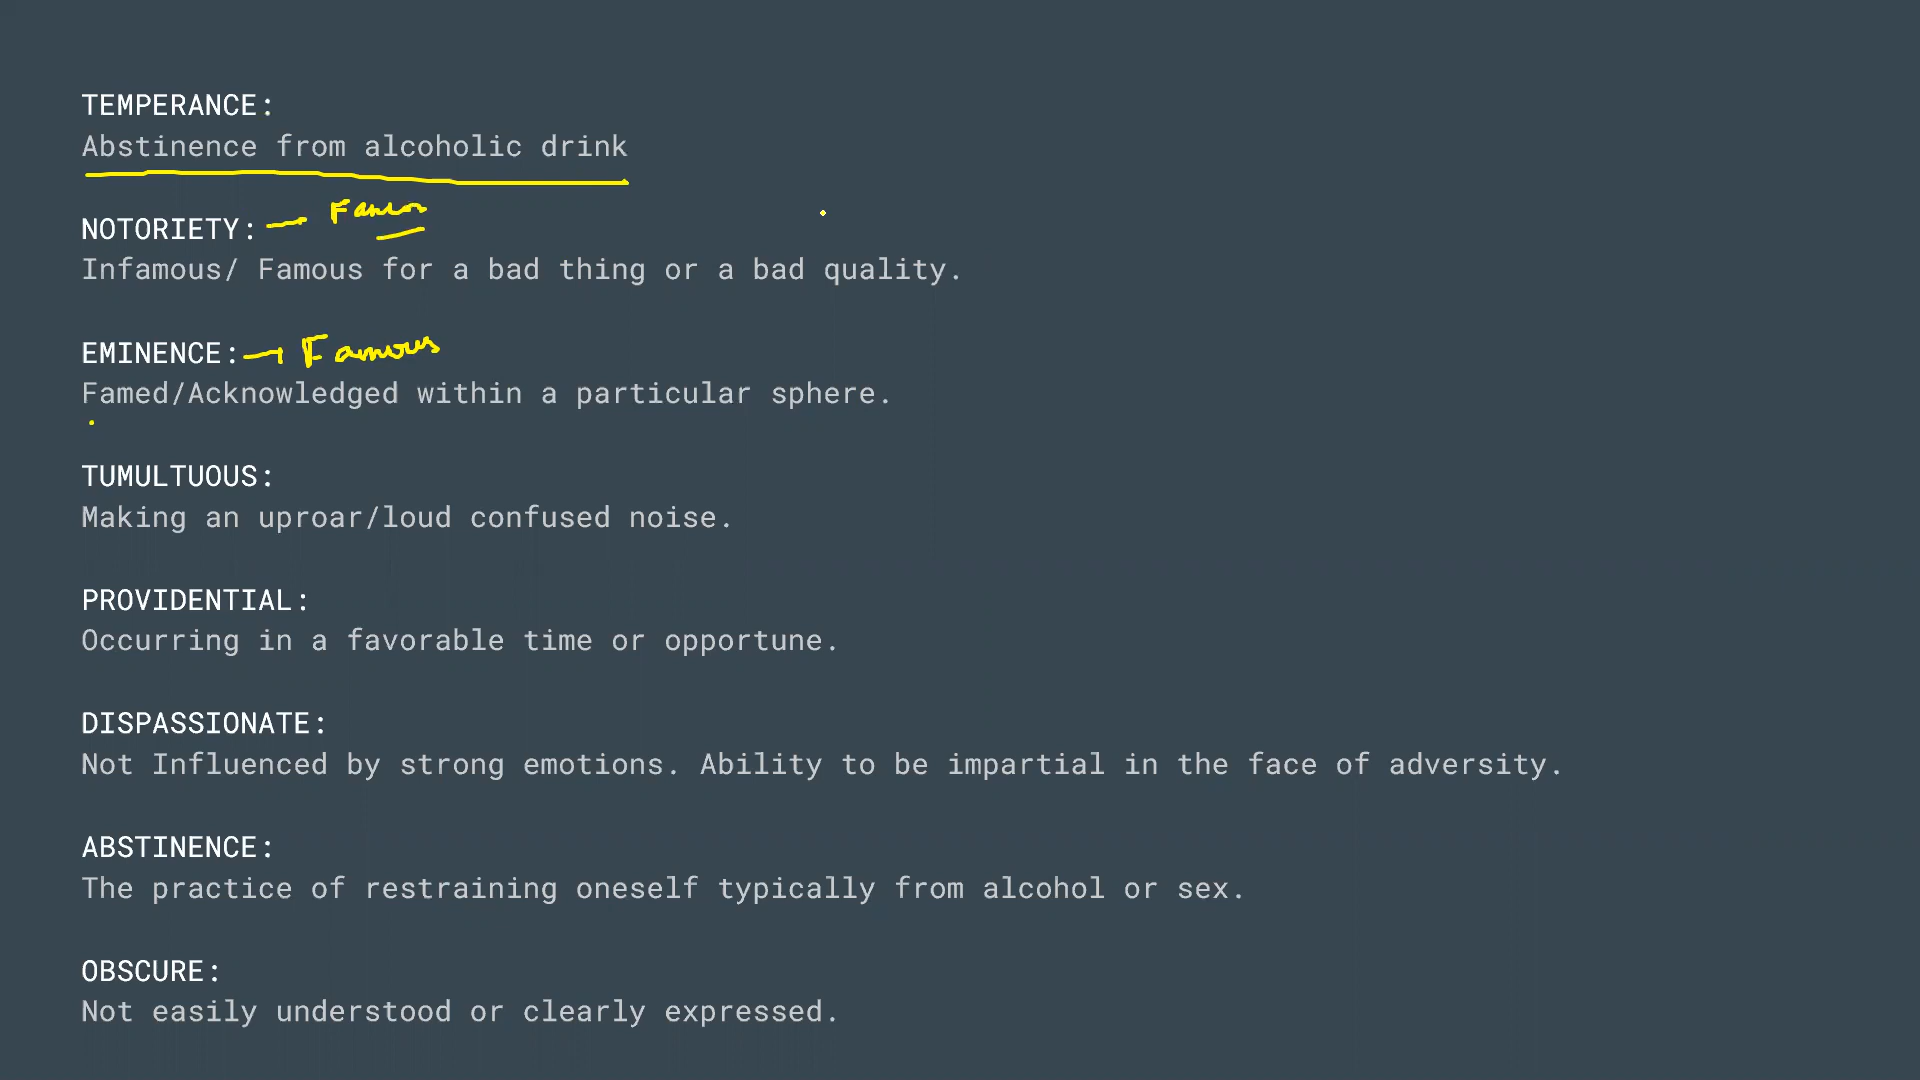 TEMPERANCE:
Abstinence from alcoholic drink
NOTORIETY: Famous
Infamous/ Famous for a bad thing or a bad quality.
EMINENCE: Famous
Famed/Acknowledged within a particular sphere.
TUMULTUOUS:
Making an uproar/loud confused noise.
PROVIDENTIAL:
Occurring in a favorable time or opportune.
DISPASSIONATE:
Not Influenced by strong emotions. Ability to be impartial in the face of adversity.
ABSTINENCE:
The practice of restraining oneself typically from alcohol or sex.
OBSCURE:
Not easily understood or clearly expressed.